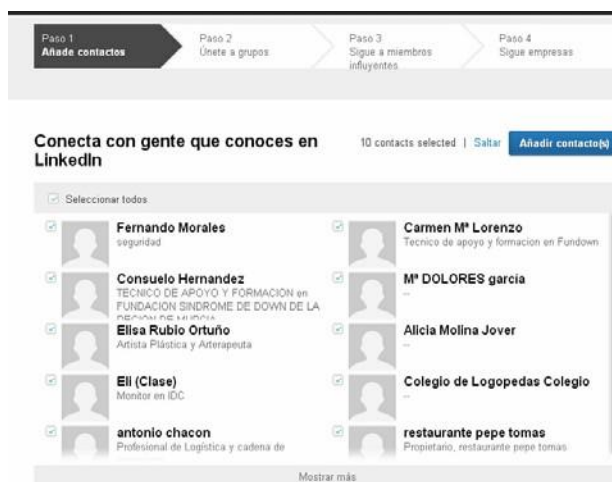 Paso 1
Añade contactos
Paso 2
Únete a grupos
Paso 3
Sigue a miembros
influyentes
Paso 4
Sigue empresas
Conecta con gente que conoces en
LinkedIn
10 contacts selected | Saltar
Añadir contacto(s)
Seleccionar todos
Fernando Morales
seguridad
Carmen Mª Lorenzo
Tecnico de apoyo y formacion en Fundown
Consuelo Hernandez
TECNICO DE APOYO Y FORMACION en
FUNDACION SINDROME DE DOWN DE LA
REGION DE MURCIA
Mª DOLORES garcía
--
Elisa Rubio Ortuño
Artista Plástica y Arterapeuta
Alicia Molina Jover
--
Eli (Clase)
Monitor en IDC
Colegio de Logopedas Colegio
--
antonio chacon
Profesional de Logística y cadena de
restaurante pepe tomas
Propietario, restaurante pepe tomas
Mostrar más